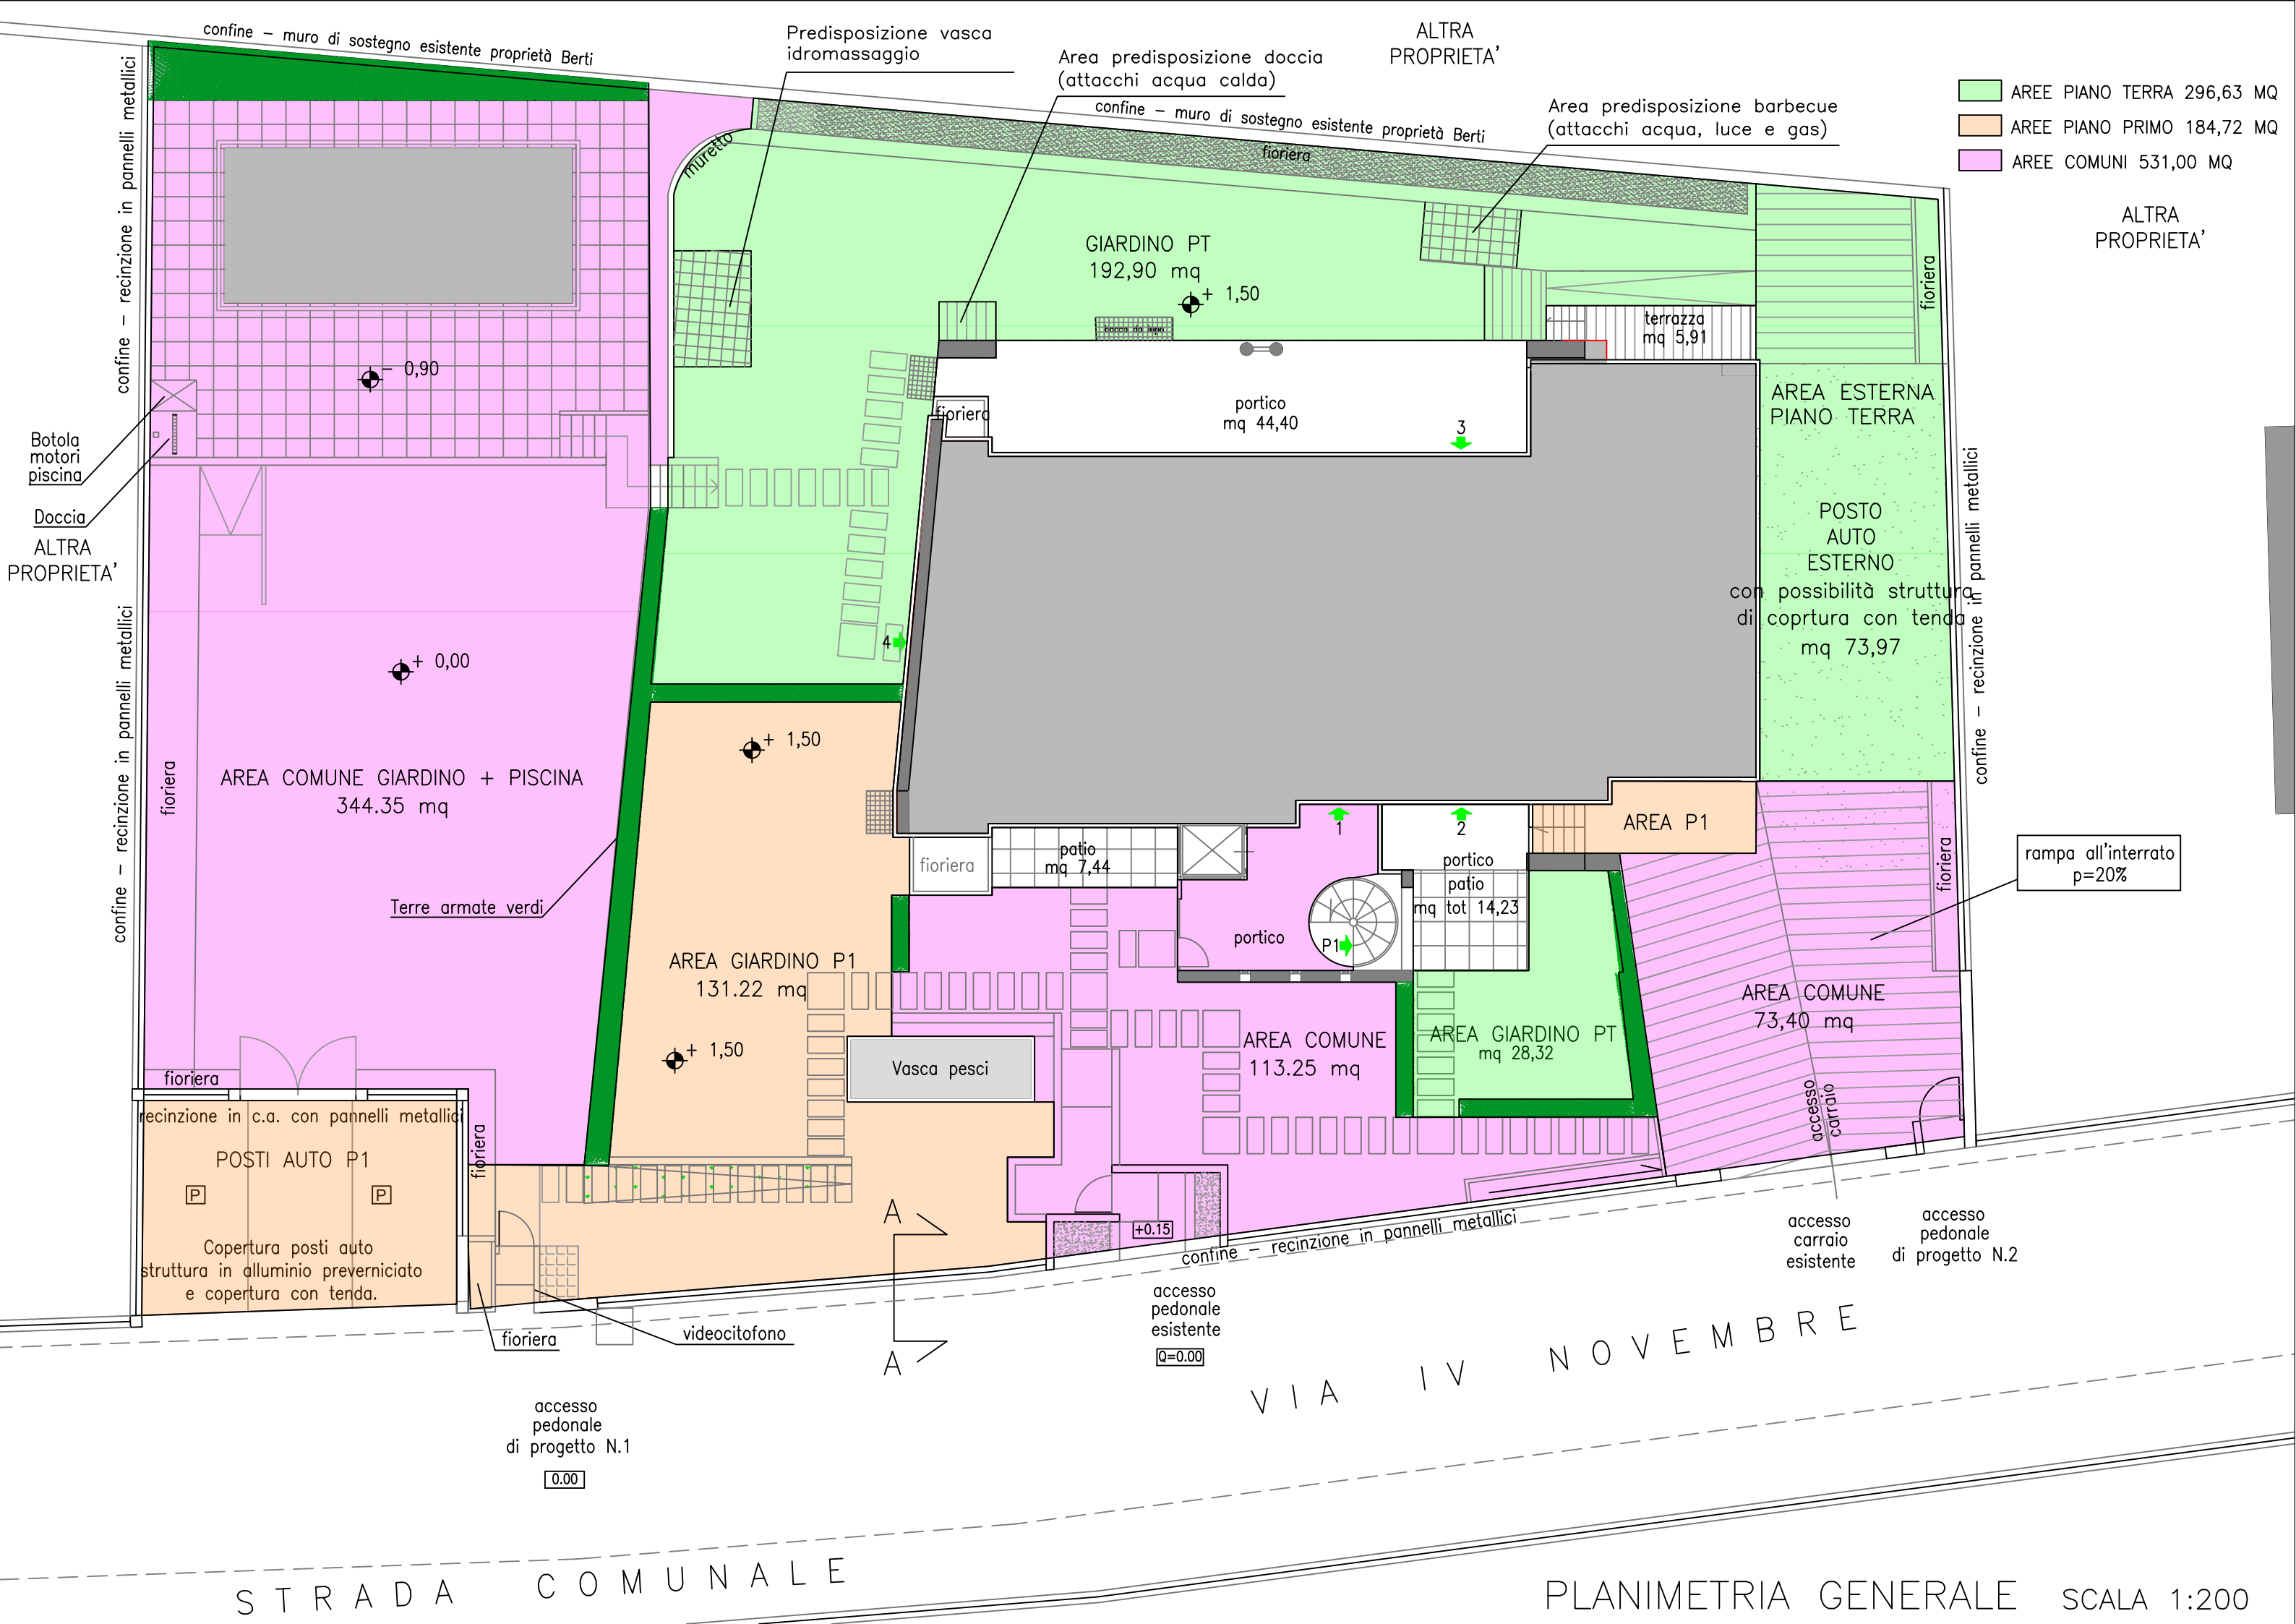 confine - muro di sostegno esistente proprietà Berti
Predisposizione vasca
idromassaggio
Area predisposizione doccia
(attacchi acqua calda)
ALTRA
PROPRIETA'
confine - muro di sostegno esistente proprietà Berti
Area predisposizione barbecue
(attacchi acqua, luce e gas)
AREE PIANO TERRA 296,63 MQ
AREE PIANO PRIMO 184,72 MQ
AREE COMUNI 531,00 MQ
ALTRA
PROPRIETA'
confine - recinzione in pannelli metallici
muretto
fioriera
GIARDINO PT
192,90 mq
+ 1,50
fioriera
terrazza
mq 5,91
- 0,90
portico
mq 44,40
3
fioriera
AREA ESTERNA
PIANO TERRA
Botola
motori
piscina
Doccia
ALTRA
PROPRIETA'
POSTO
AUTO
ESTERNO
con possibilità struttura
di coprtura con tenda
mq 73,97
confine - recinzione in pannelli metallici
confine - recinzione in pannelli metallici
4
+ 0,00
+ 1,50
fioriera
AREA COMUNE GIARDINO + PISCINA
344.35 mq
Terre armate verdi
fioriera
patio
mq 7,44
1
2
portico
patio
mq tot 14,23
AREA P1
fioriera
rampa all'interrato
p=20%
portico
P1
AREA GIARDINO P1
131.22 mq
+ 1,50
AREA COMUNE
73,40 mq
AREA COMUNE
113.25 mq
AREA GIARDINO PT
mq 28,32
Vasca pesci
fioriera
recinzione in c.a. con pannelli metallici
POSTI AUTO P1
P
P
fioriera
Copertura posti auto
struttura in alluminio preverniciato
e copertura con tenda.
accesso
carraio
+0.15
confine - recinzione in pannelli metallici
A
A
fioriera
videocitofono
accesso
pedonale
esistente
Q=0.00
accesso
carraio
esistente
accesso
pedonale
di progetto N.2
accesso
pedonale
di progetto N.1
0.00
VIA IV NOVEMBRE
STRADA COMUNALE
PLANIMETRIA GENERALE SCALA 1:200